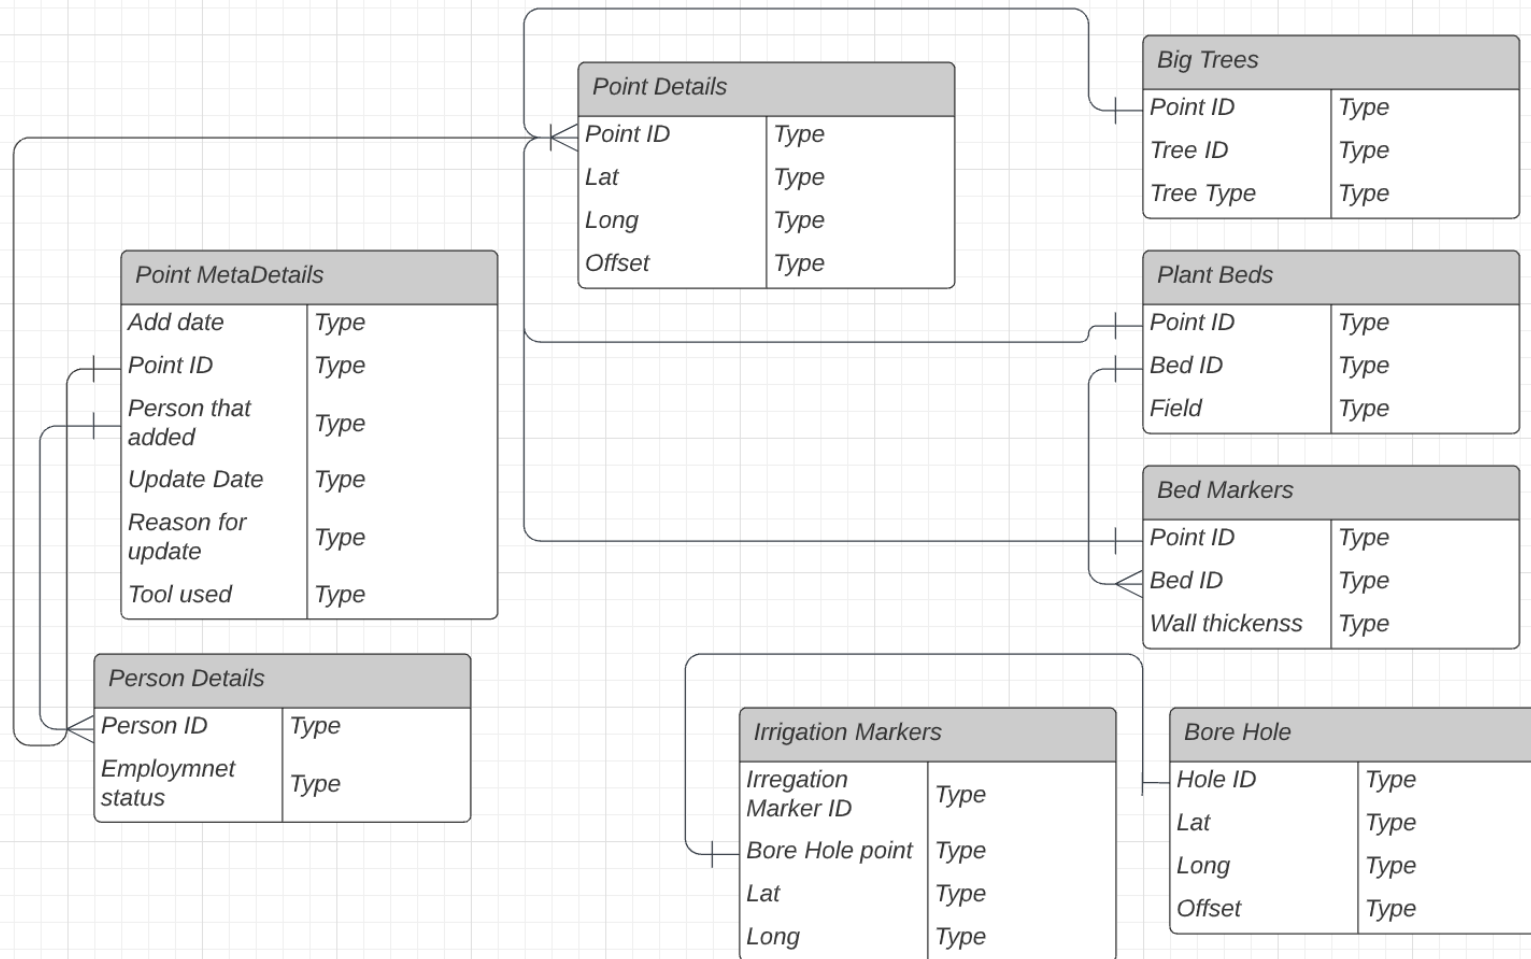 Point Details
Point ID Type
Lat Type
Long Type
Offset Type
Big Trees
Point ID Type
Tree ID Type
Tree Type Type
Point MetaDetails
Add date Type
Point ID Type
Person that
added Type
Update Date Type
Reason for
update Type
Tool used Type
Plant Beds
Point ID Type
Bed ID Type
Field Type
Bed Markers
Point ID Type
Bed ID Type
Wall thickenss Type
Person Details
Person ID Type
Employmnet
status Type
Irrigation Markers
Irregation
Marker ID Type
Bore Hole point Type
Lat Type
Long Type
Bore Hole
Hole ID Type
Lat Type
Long Type
Offset Type